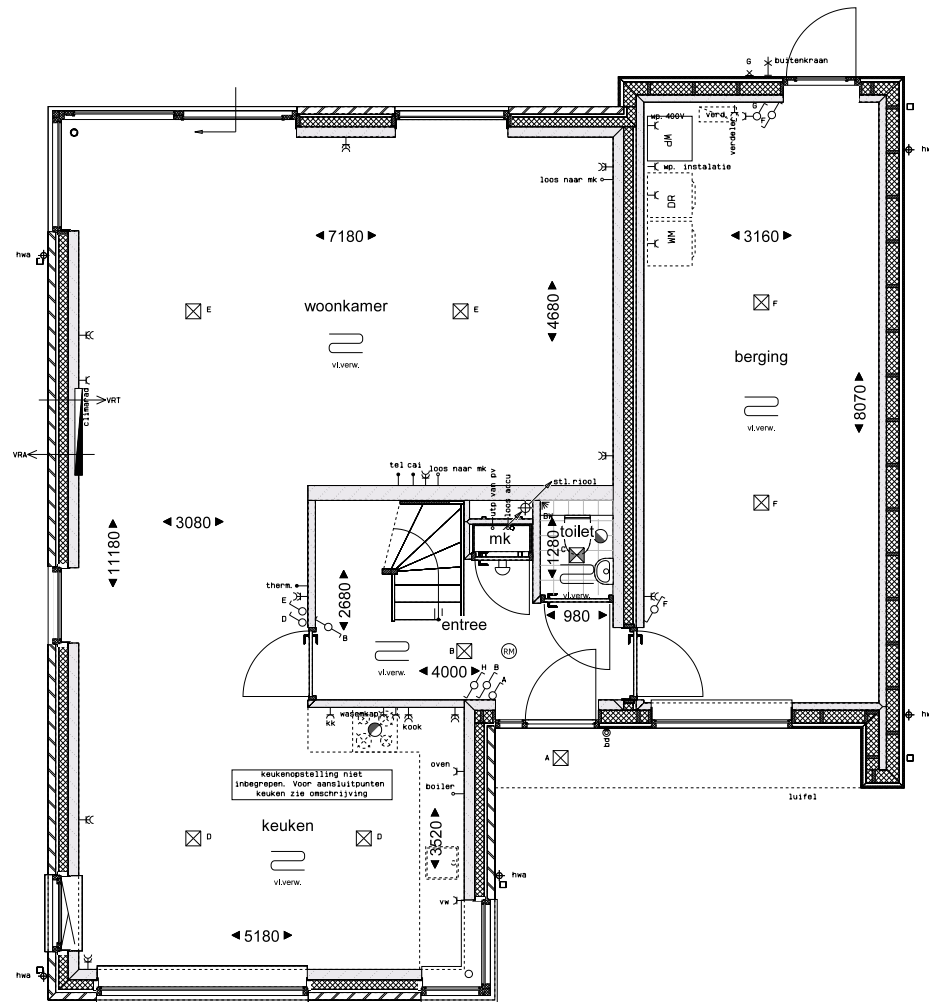 G
buitenkraan
wp. 400V
verd.
verdeler
G
F
hwa
WP
wp. instalatie
loos naar mk
DR
WM
7180
3160
hwa
E
woonkamer
E
4680
F
vl.verw.
berging
8070
vl.verw.
climarad
VRT
VRA
tel cai
loos naar mk
utp van pv
loos accu
stl.riool
BK
F
3080
11180
mk
toilet
1280
C
therm.
E
D
2680
B
vl.verw.
980
F
entree
B
RM
vl.verw.
4000
H
B
A
kk
wasemkap
kook
bd
A
oven
boiler
keukenopstelling niet
inbegrepen. Voor aansluitpunten
keuken zie omschrijving
luifel
keuken
D
D
3520
vl.verw.
hwa
vw
5180
hwa